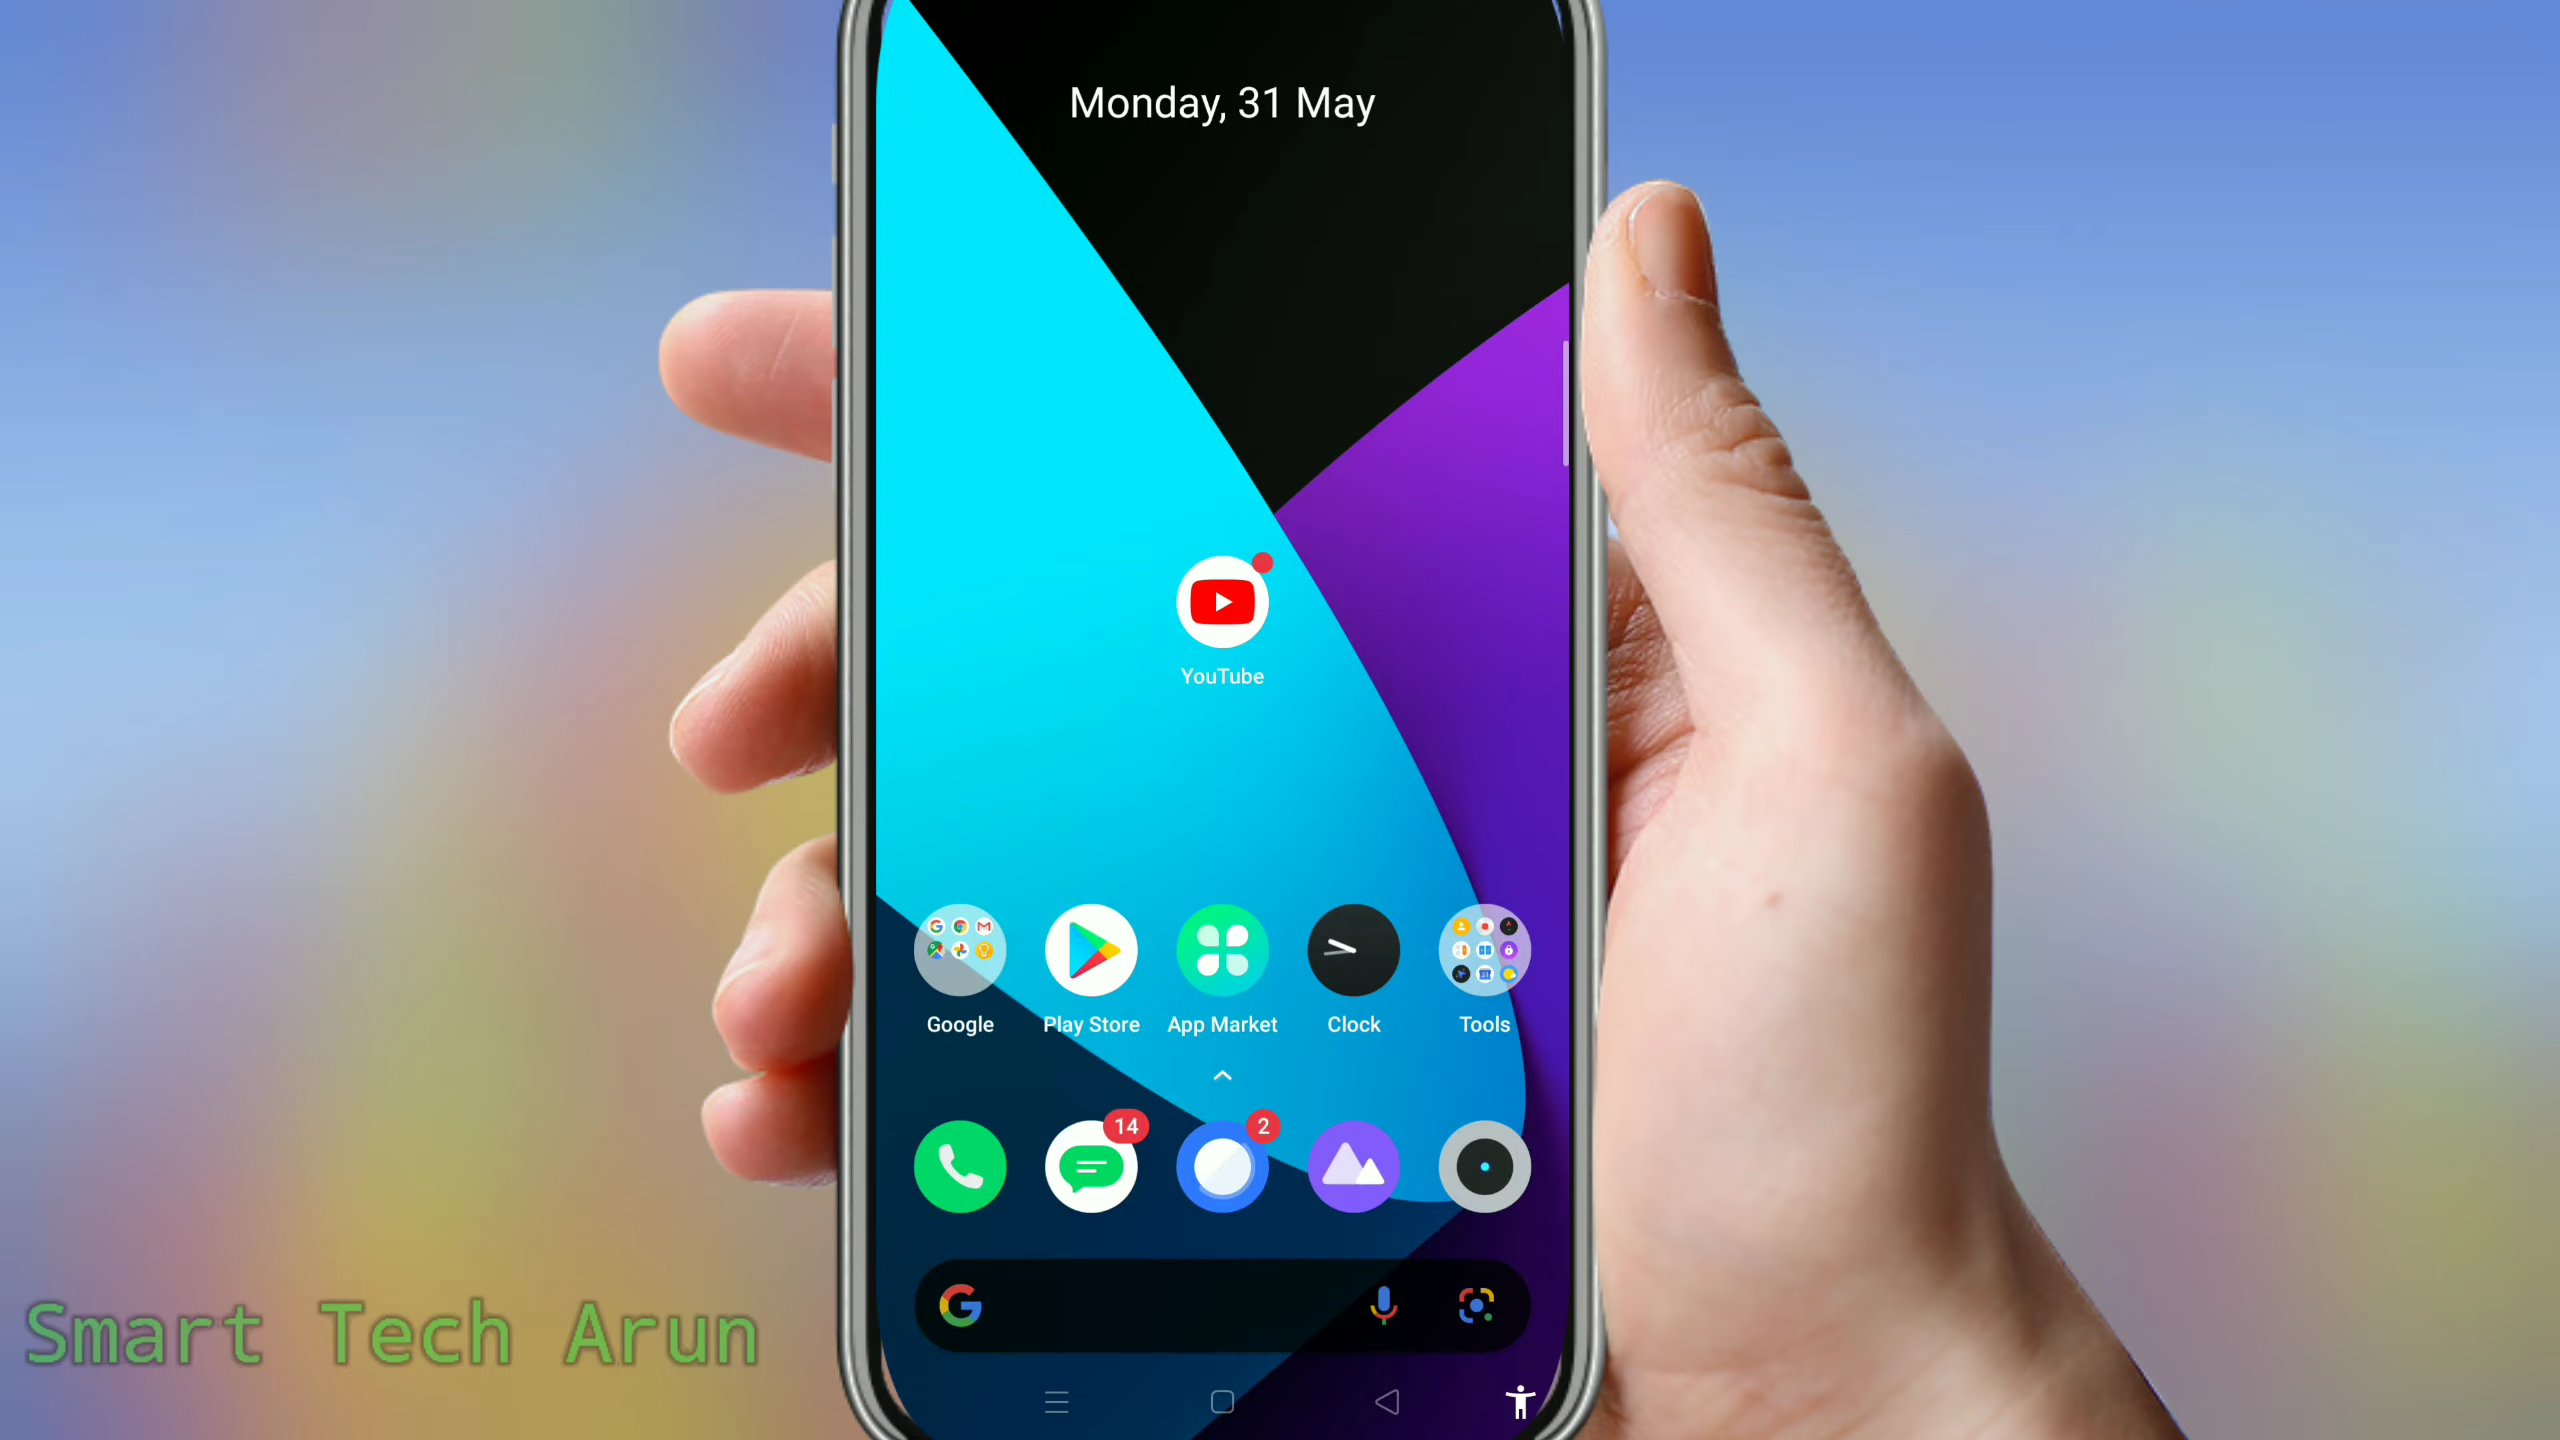 Monday, 31 May
YouTube
Google
Play Store
App Market
Clock
Tools
14
2
Smart Tech Arun